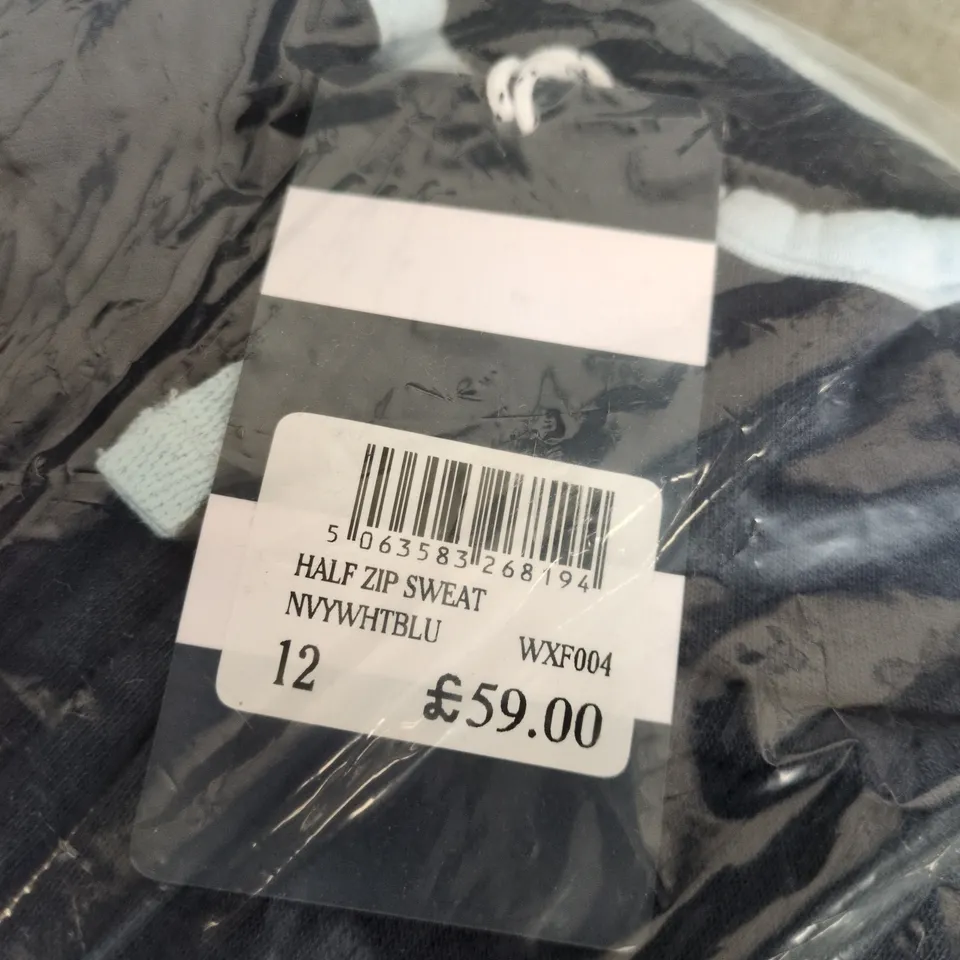 5 063583 268194
HALF ZIP SWEAT
NVYWHTBLU
WXF004
12
£59.00